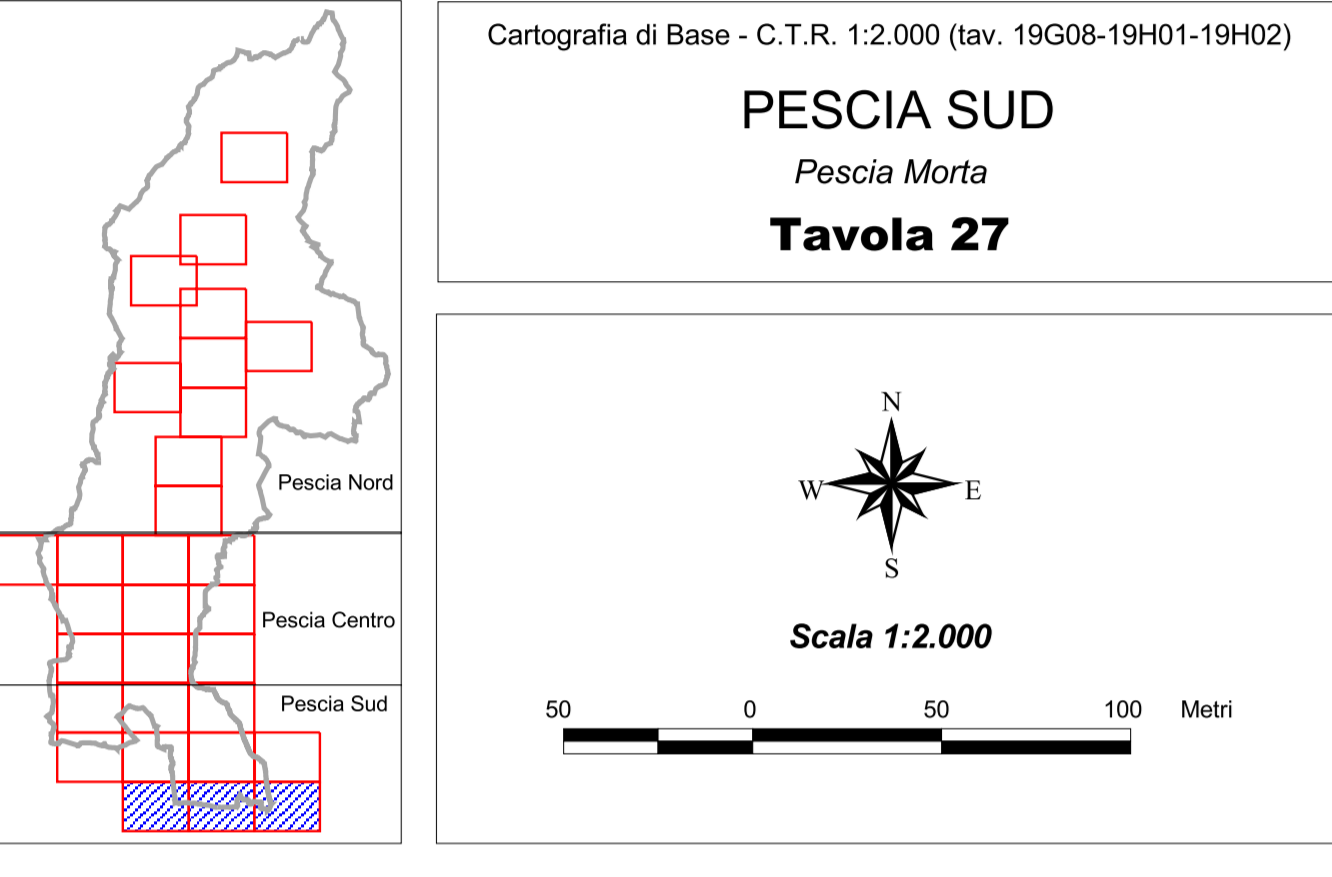 Cartografia di Base - C.T.R. 1:2.000 (tav. 19G08-19H01-19H02)
PESCIA SUD
Pescia Morta
Tavola 27
Pescia Nord
Pescia Centro
Pescia Sud
N
W E
S
Scala 1:2.000
50 0 50 100 Metri